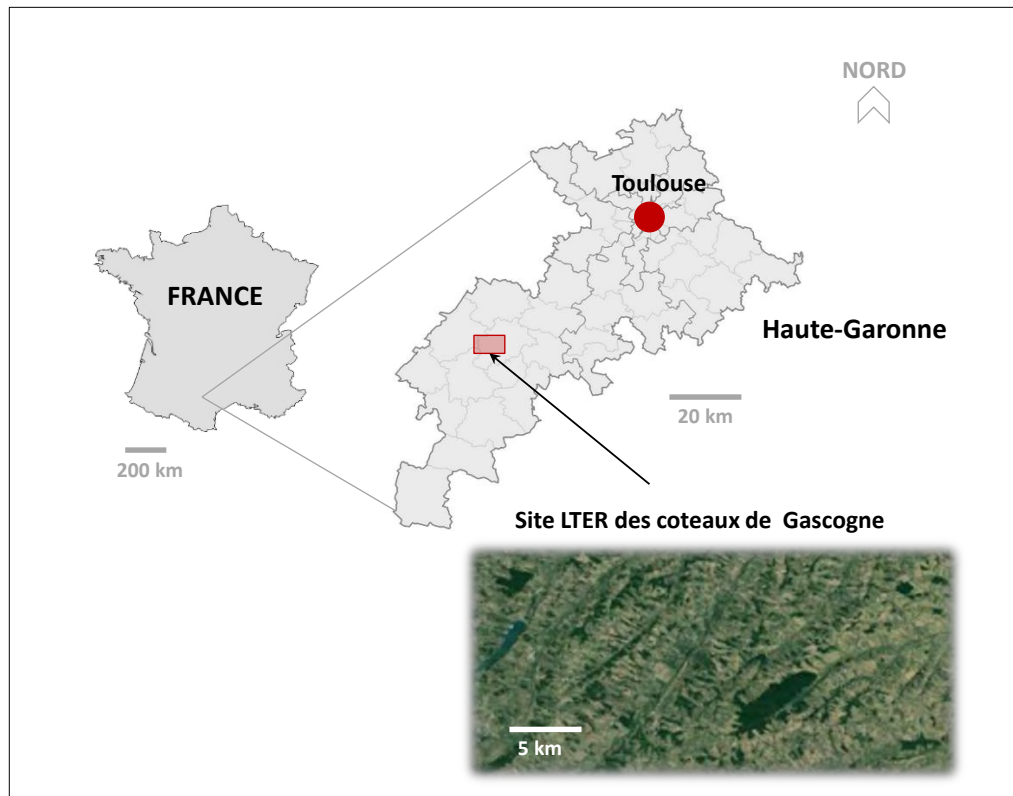 NORD
Toulouse
FRANCE
Haute-Garonne
20 km
200 km
Site LTER des coteaux de Gascogne
5 km